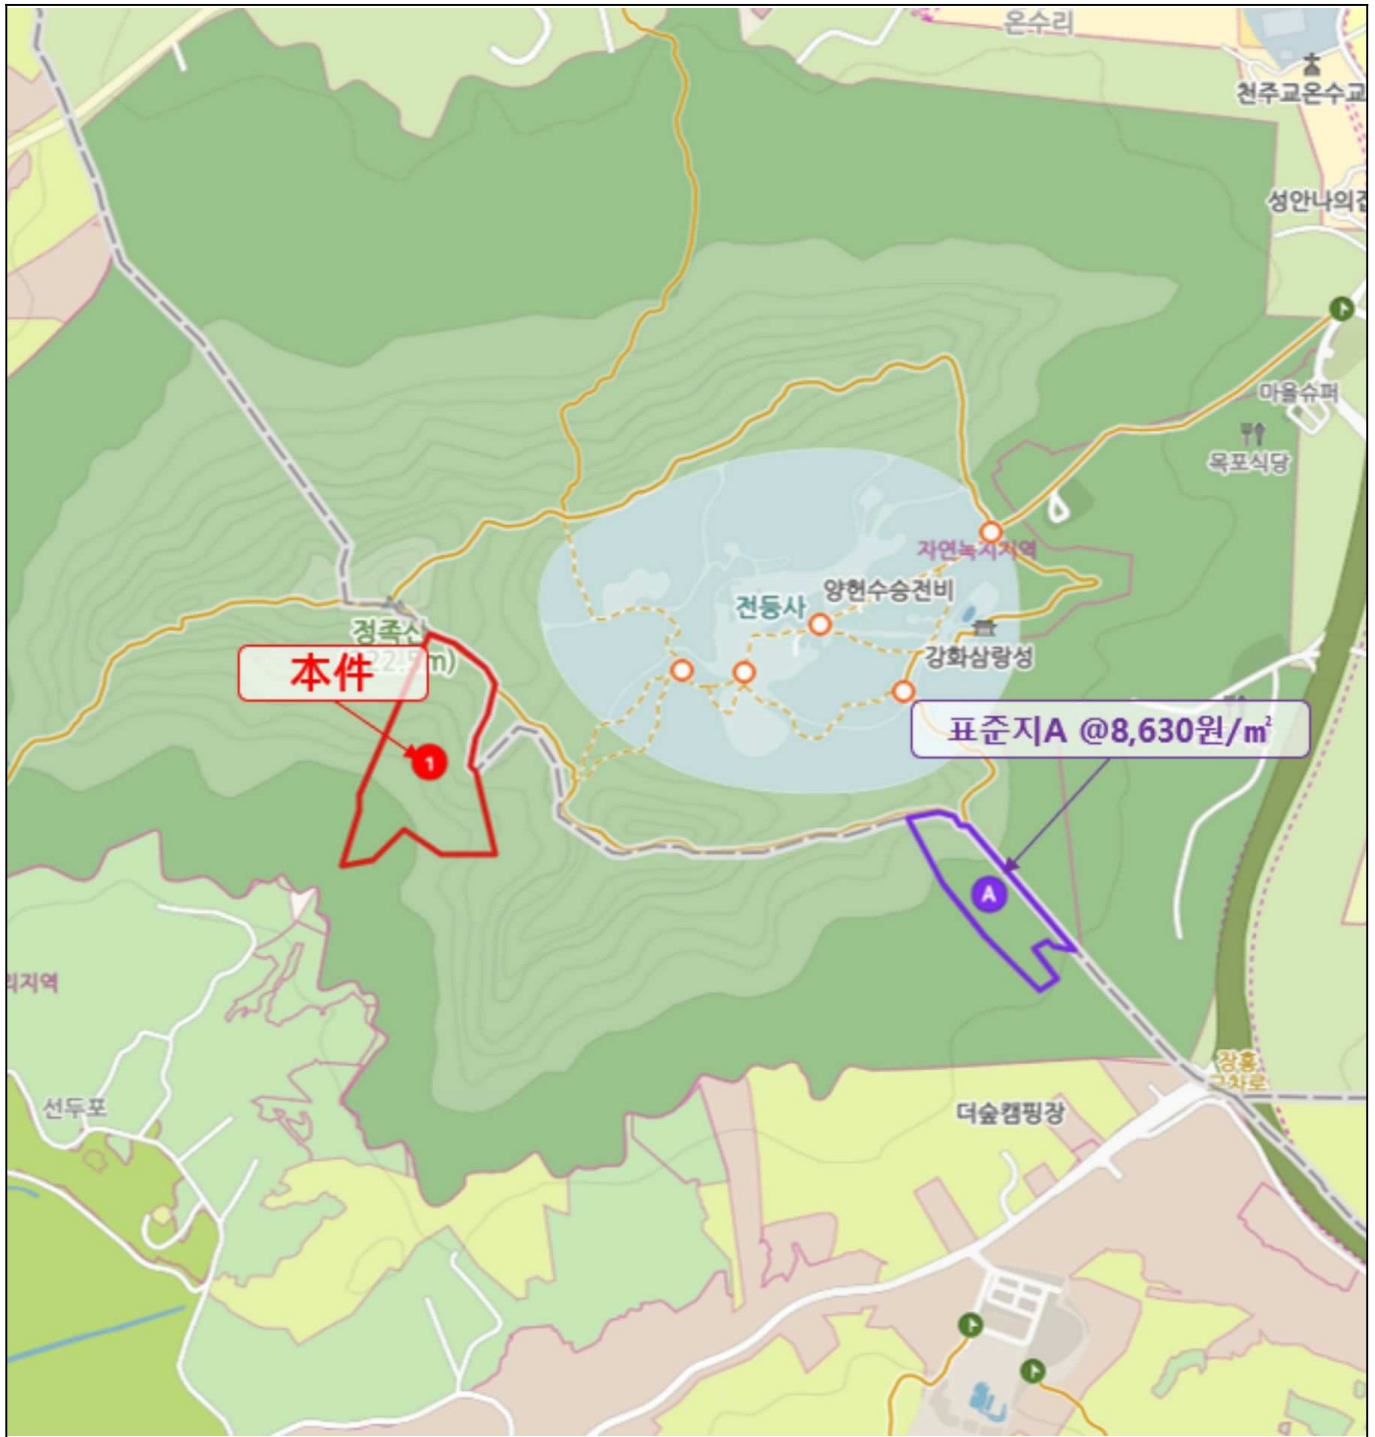 온수리
천주교온수교
성안나의집
마을슈퍼
목포식당
자연녹지지역
양헌수승전비
전등사
강화삼랑성
정족산
本件
m)
1
표준지A @8,630원/㎡
A
리지역
선두포
장흥
더숲캠핑장